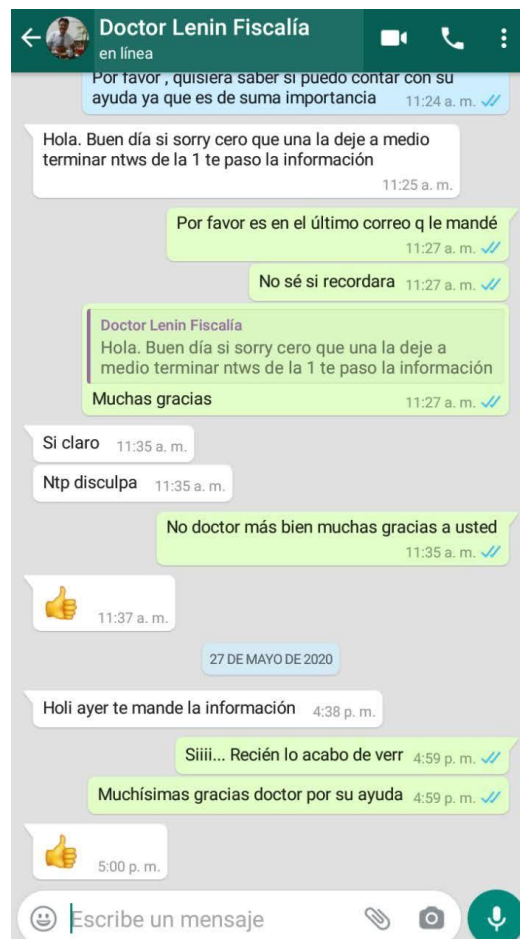 Doctor Lenin Fiscalía
en línea
Por favor , quisiera saber si puedo contar con su
ayuda ya que es de suma importancia 11:24 a. m.
Hola. Buen día si sorry cero que una la deje a medio
terminar ntws de la 1 te paso la información
11:25 a. m.
Por favor es en el último correo q le mandé
11:27 a. m.
No sé si recordara 11:27 a. m.
Doctor Lenin Fiscalía
Hola. Buen día si sorry cero que una la deje a
medio terminar ntws de la 1 te paso la información
Muchas gracias 11:27 a. m.
Si claro 11:35 a. m.
Ntp disculpa 11:35 a. m.
No doctor más bien muchas gracias a usted
11:35 a. m.
11:37 a. m.
27 DE MAYO DE 2020
Holi ayer te mande la información 4:38 p. m.
Siiii... Recién lo acabo de verr 4:59 p. m.
Muchísimas gracias doctor por su ayuda 4:59 p. m.
5:00 p. m.
Escribe un mensaje